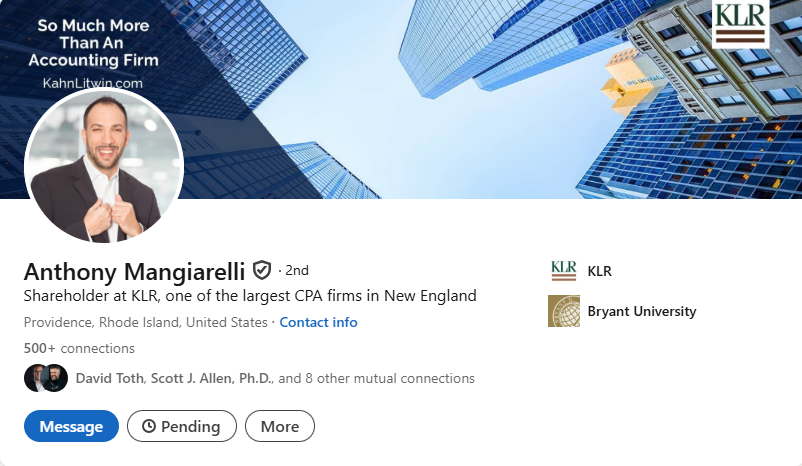 So Much More
Than An
Accounting Firm
KahnLitwin.com
KLR
Anthony Mangiarelli · 2nd
Shareholder at KLR, one of the largest CPA firms in New England
Providence, Rhode Island, United States · Contact info
500+ connections
David Toth, Scott J. Allen, Ph.D., and 8 other mutual connections
Message
Pending
More
KLR
KLR
Bryant University